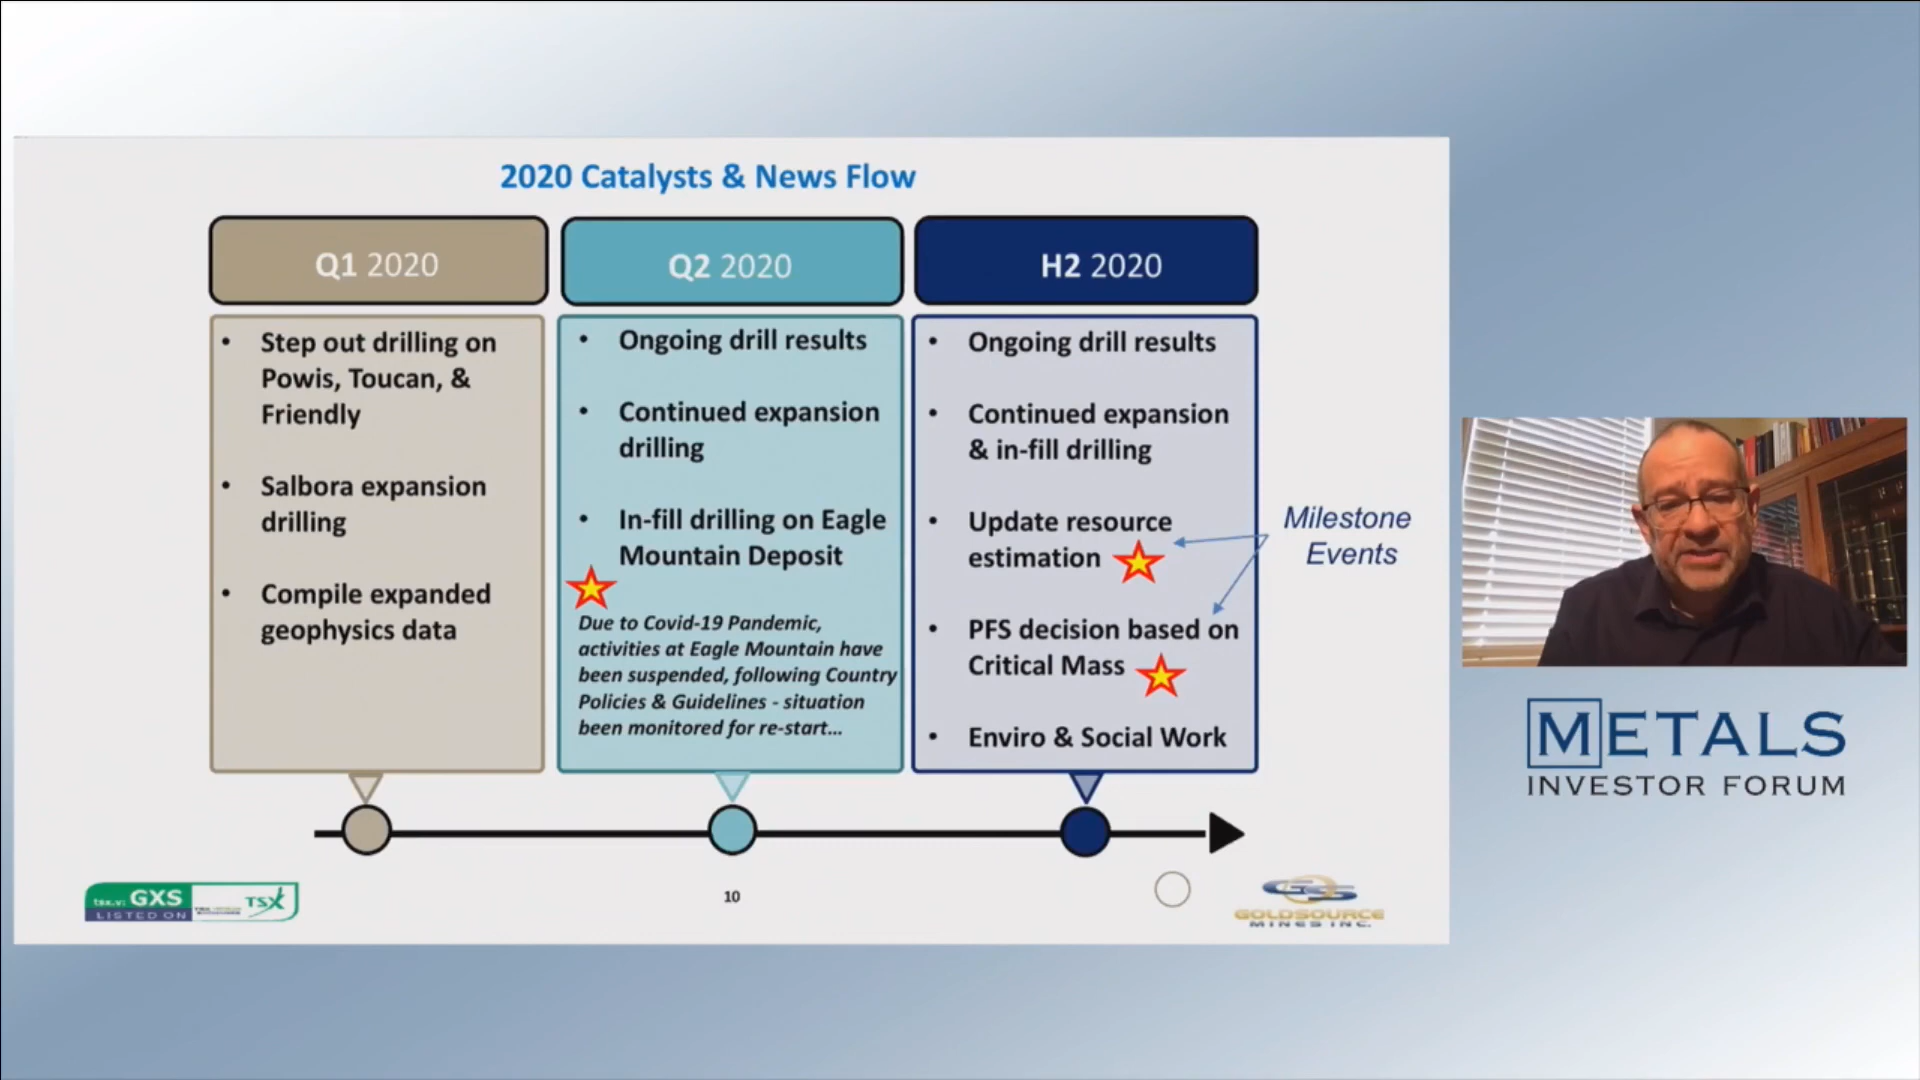 2020 Catalysts & News Flow
Q1 2020
• Step out drilling on
Powis, Toucan, &
Friendly
• Salbora expansion
drilling
• Compile expanded
geophysics data
Q2 2020
• Ongoing drill results
• Continued expansion
drilling
• In-fill drilling on Eagle
Mountain Deposit
Due to Covid-19 Pandemic,
activities at Eagle Mountain have
been suspended, following Country
Policies & Guidelines - situation
been monitored for re-start...
H2 2020
• Ongoing drill results
• Continued expansion
& in-fill drilling
• Update resource
estimation
• PFS decision based on
Critical Mass
• Enviro & Social Work
Milestone
Events
tsx.v: GXS
LISTED ON
TSX
10
GSS
GOLDSOURCE
MINES INC.
METALS
INVESTOR FORUM